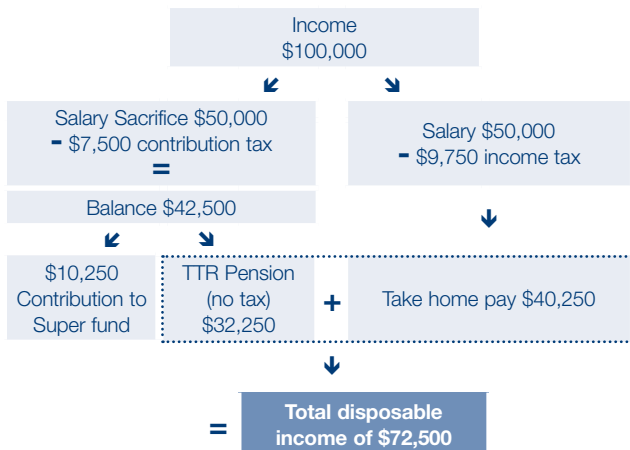 Income
$100,000
Salary Sacrifice $50,000
- $7,500 contribution tax
=
Salary $50,000
- $9,750 income tax
Balance $42,500
$10,250
Contribution to
Super fund
TTR Pension
(no tax)
$32,250
+
Take home pay $40,250
=
Total disposable
income of $72,500